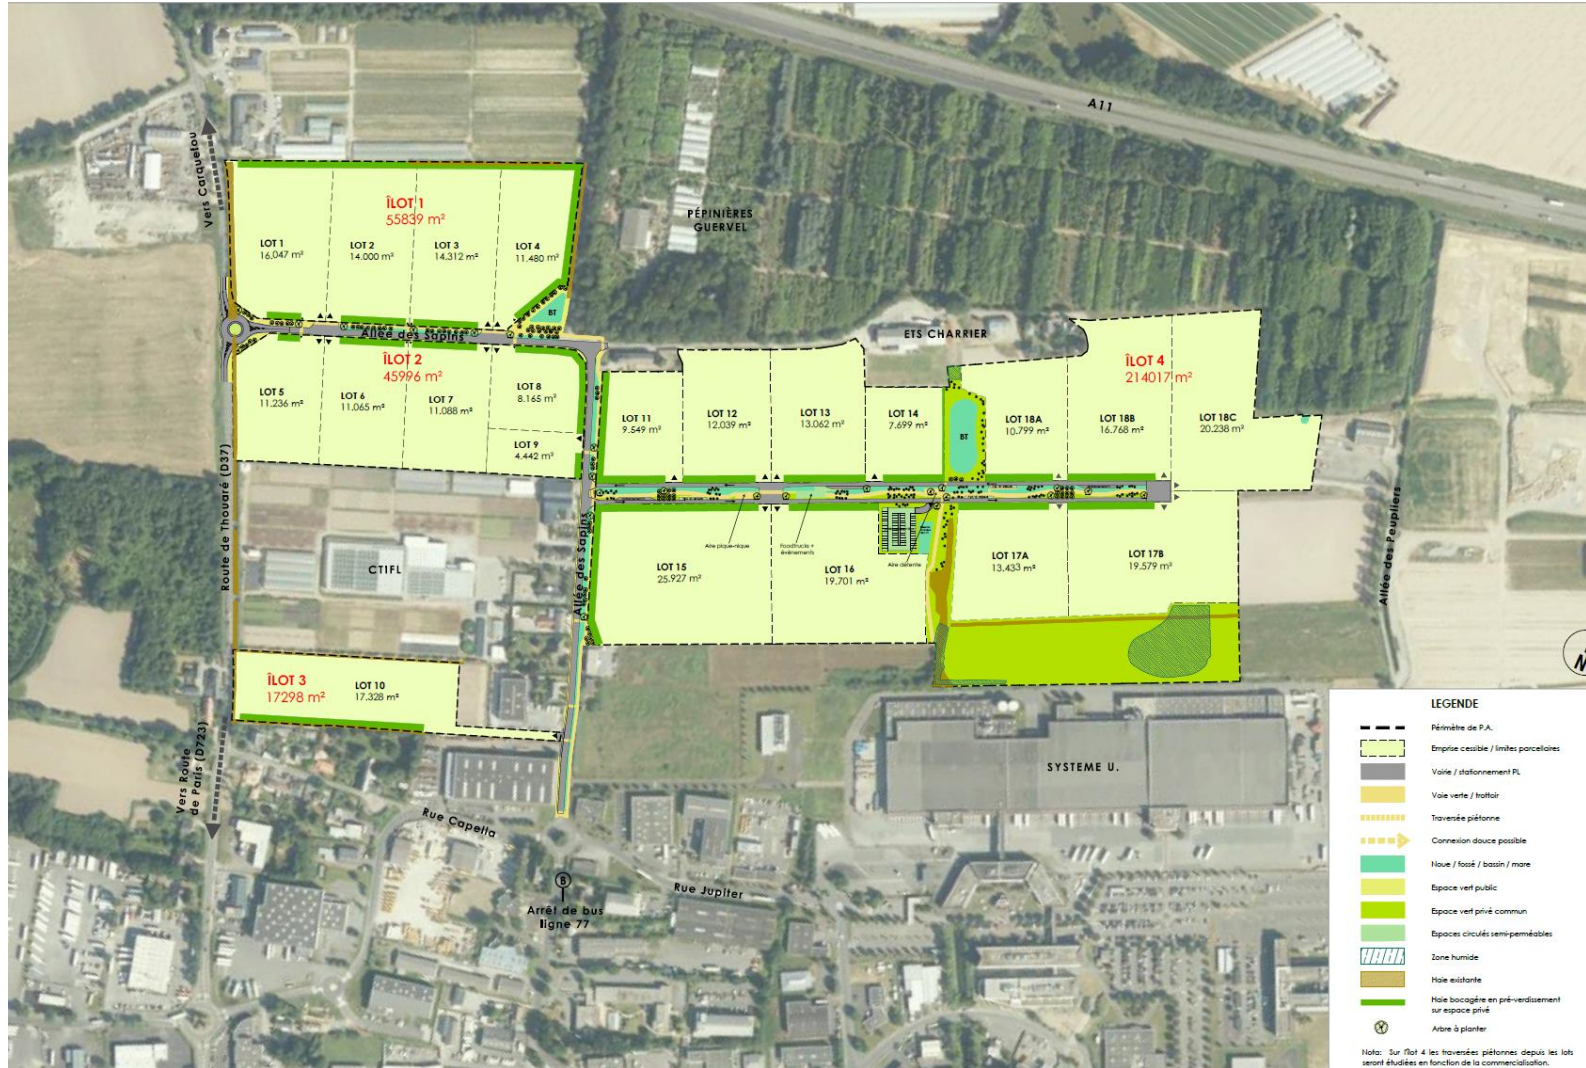 A11
Vers Carquefou
PÉPINIÈRES
GUERVEL
ÎLOT 1
55839 m²
LOT 1
16.047 m²
LOT 2
14.000 m²
LOT 3
14.312 m²
LOT 4
11.480 m²
BT
Allée des Sapins
ÎLOT 2
45996 m²
LOT 5
11.236 m²
LOT 6
11.065 m²
LOT 7
11.088 m²
LOT 8
8.165 m²
LOT 9
4.442 m²
ETS CHARRIER
ÎLOT 4
214017 m²
LOT 11
9.549 m²
LOT 12
12.039 m²
LOT 13
13.062 m²
LOT 14
7.699 m²
BT
LOT 18A
10.799 m²
LOT 18B
16.768 m²
LOT 18C
20.238 m²
Route de Thouaré (D37)
CTIFL
Allée des Sapins
Aire pique-nique
Foodtrucks +
évènements
Aire détente
LOT 15
25.927 m²
LOT 16
19.701 m²
LOT 17A
13.433 m²
LOT 17B
19.579 m²
Allée des Peupliers
ÎLOT 3
17298 m²
LOT 10
17.328 m²
Vers Route
de Paris (D723)
SYSTEME U.
Rue Capella
Rue Jupiter
B
Arrêt de bus
ligne 77
N
LEGENDE
Périmètre de P.A.
Emprise cessible / limites parcellaires
Voirie / stationnement PL
Voie verte / trottoir
Traversée piétonne
Connexion douce possible
Noue / fossé / bassin / mare
Espace vert public
Espace vert privé commun
Espaces circulés semi-perméables
Zone humide
Haie existante
Haie bocagère en pré-verdissement
sur espace privé
Arbre à planter
Nota: Sur l'îlot 4 les traversées piétonnes depuis les lots
seront étudiées en fonction de la commercialisation.